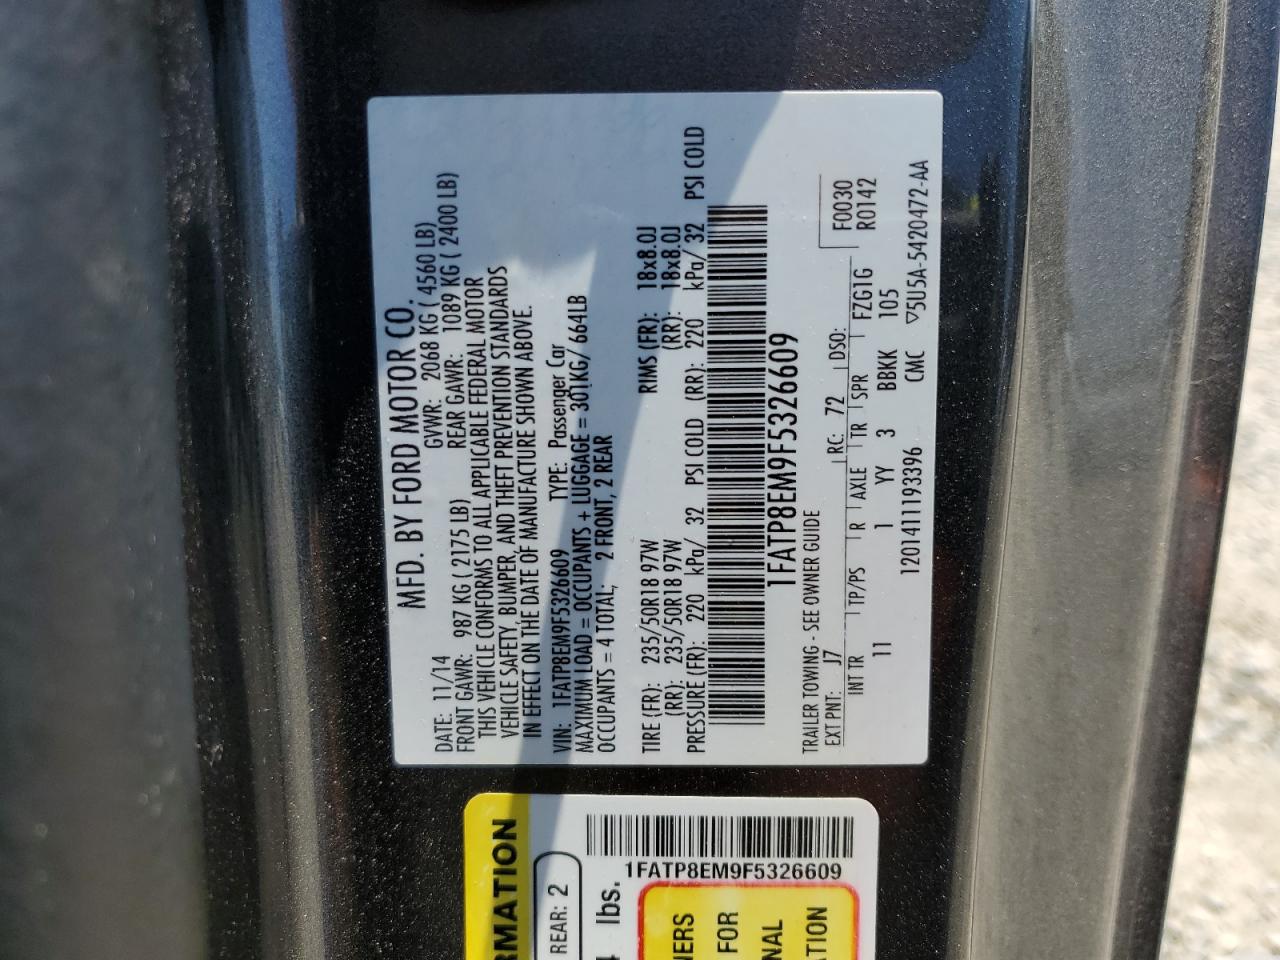 MFD. BY FORD MOTOR CO.
DATE: 11/14 GVWR: 2068 KG ( 4560 LB)
FRONT GAWR: 987 KG ( 2175 LB) REAR GAWR: 1089 KG ( 2400 LB)
THIS VEHICLE CONFORMS TO ALL APPLICABLE FEDERAL MOTOR
VEHICLE SAFETY, BUMPER, AND THEFT PREVENTION STANDARDS
IN EFFECT ON THE DATE OF MANUFACTURE SHOWN ABOVE.
VIN: 1FATP8EM9F5326609 TYPE: Passenger Car
MAXIMUM LOAD = OCCUPANTS + LUGGAGE = 301KG/ 664LB
OCCUPANTS = 4 TOTAL, 2 FRONT, 2 REAR
TIRE (FR): 235/50R18 97W RIMS (FR): 18x8.0J
(RR): 235/50R18 97W (RR): 18x8.0J
PRESSURE (FR): 220 kPa/ 32 PSI COLD (RR): 220 kPa/ 32 PSI COLD
1FATP8EM9F5326609
TRAILER TOWING - SEE OWNER GUIDE
EXT PNT: J7 RC: 72 DSO: F0030
INT TR TP/PS R AXLE TR SPR FZG1G R0142
11 1 YY 3 BBKK 105
1201411193396 CMC ▽5U5A-5420472-AA
RMATION
REAR: 2
lbs.
1FATP8EM9F5326609
NERS
FOR
NAL
ATION